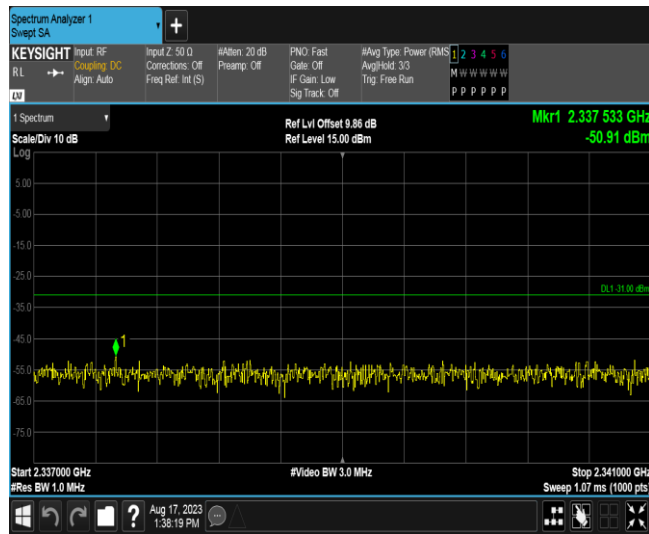 Spectrum Analyzer 1
Swept SA
+
KEYSIGHT
RL
LXI
Input: RF
Coupling: DC
Align: Auto
Input Z: 50 Ω
Corrections: Off
Freq Ref: Int (S)
#Atten: 20 dB
Preamp: Off
PNO: Fast
Gate: Off
IF Gain: Low
Sig Track: Off
#Avg Type: Power (RMS
Avg|Hold: 3/3
Trig: Free Run
1 2 3 4 5 6
M W W W W W
P P P P P P
1 Spectrum
Scale/Div 10 dB
Log
Ref Lvl Offset 9.86 dB
Ref Level 15.00 dBm
Mkr1 2.337 533 GHz
-50.91 dBm
5.00
-5.00
-15.0
-25.0
DL1 -31.00 dBm
-35.0
-45.0
1
-55.0
-65.0
-75.0
Start 2.337000 GHz
#Video BW 3.0 MHz
Stop 2.341000 GHz
#Res BW 1.0 MHz
Sweep 1.07 ms (1000 pts)
?
Aug 17, 2023
1:38:19 PM